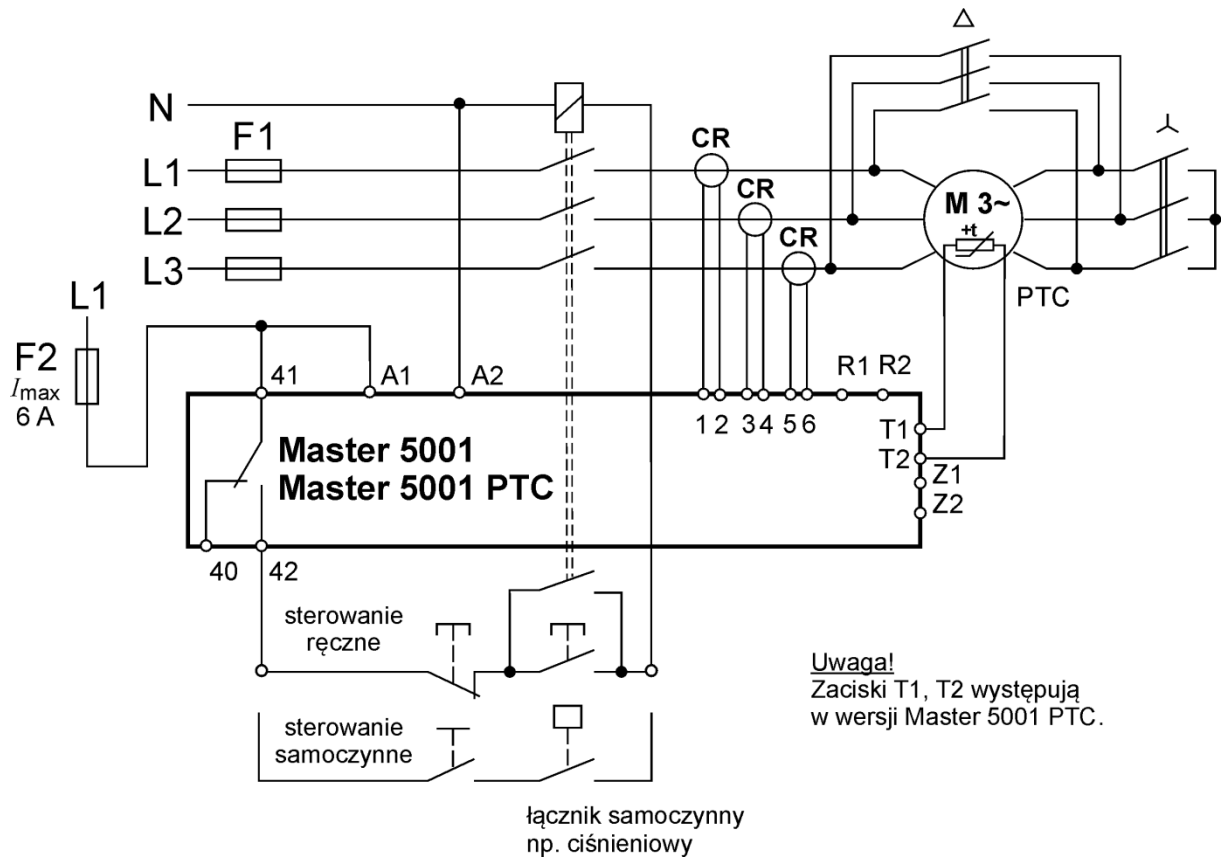 N
F1
L1
L2
L3
CR
CR
CR
M 3~
+t
PTC
L1
F2
Imax
6 A
41
A1
A2
1 2 3 4 5 6
R1
R2
T1
T2
Z1
Z2
Master 5001
Master 5001 PTC
40
42
sterowanie
ręczne
sterowanie
samoczynne
łącznik samoczynny
np. ciśnieniowy
Uwaga!
Zaciski T1, T2 występują
w wersji Master 5001 PTC.